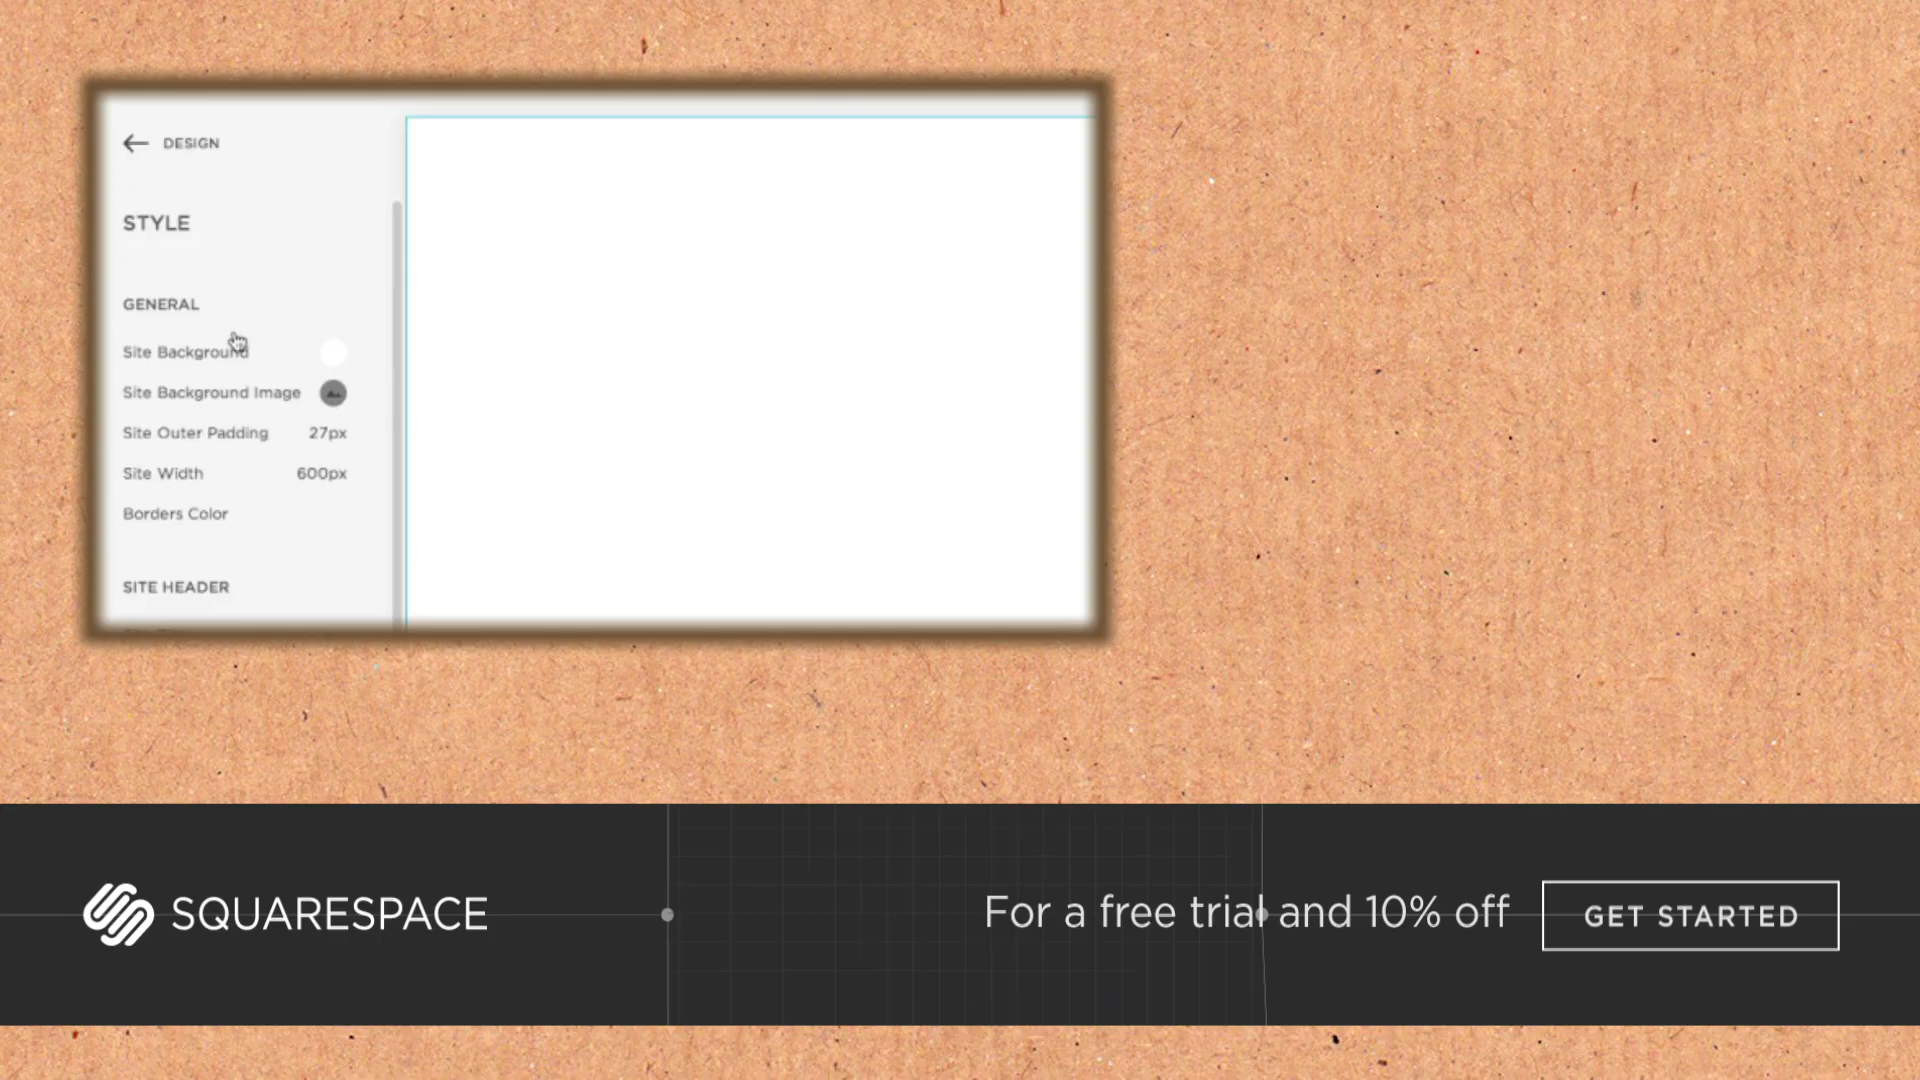 DESIGN
STYLE
GENERAL
Site Background
Site Background Image
Site Outer Padding 27px
Site Width 600px
Borders Color
SITE HEADER
SQUARESPACE
For a free trial and 10% off
GET STARTED